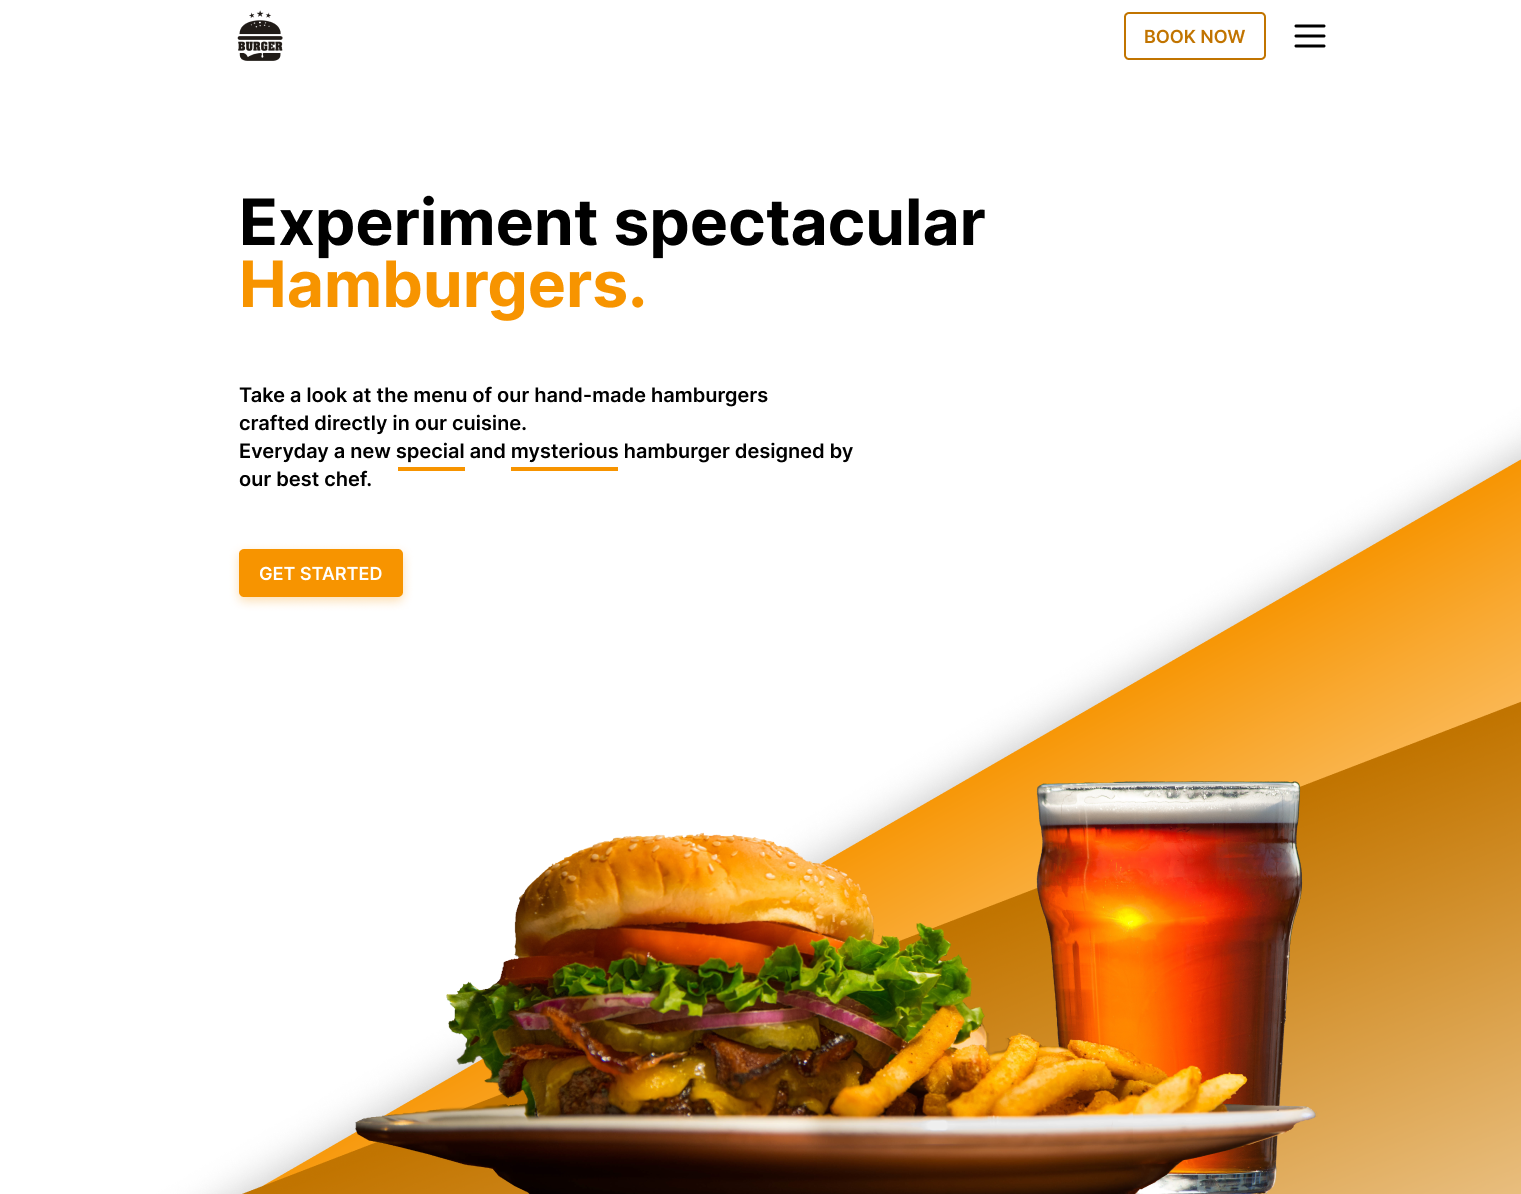 BURGER
BOOK NOW
Experiment spectacular
Hamburgers.
Take a look at the menu of our hand-made hamburgers
crafted directly in our cuisine.
Everyday a new special and mysterious hamburger designed by
our best chef.
GET STARTED